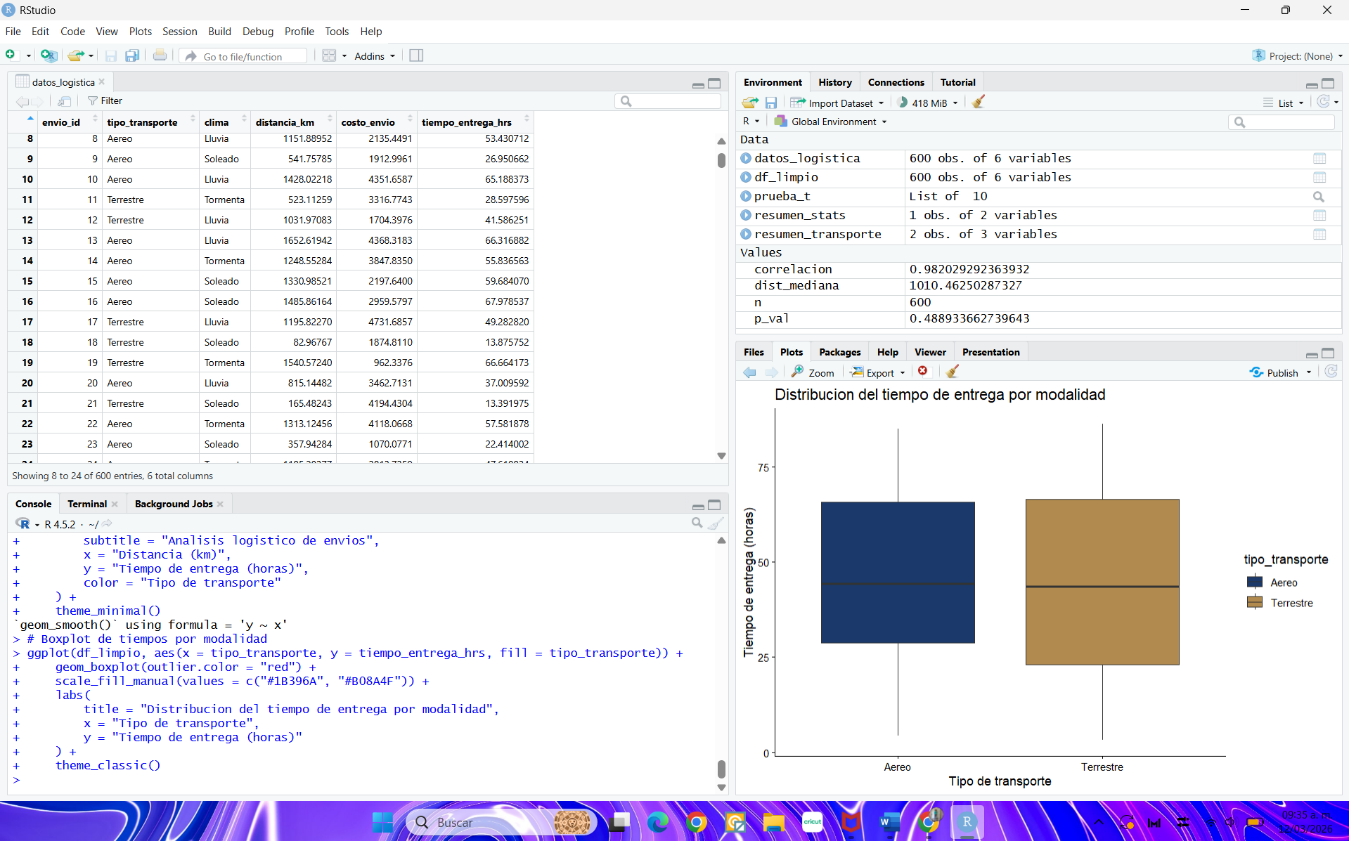 RStudio
File Edit Code View Plots Session Build Debug Profile Tools Help
Go to file/function Addins Project: (None)
datos_logistica
Filter
envio_id tipo_transporte clima distancia_km costo_envio tiempo_entrega_hrs
8 8 Aereo Lluvia 1151.88952 2135.4491 53.430712
9 9 Aereo Soleado 541.75785 1912.9961 26.950662
10 10 Aereo Lluvia 1428.02218 4351.6587 65.188373
11 11 Terrestre Tormenta 523.11259 3316.7743 28.597596
12 12 Terrestre Lluvia 1031.97083 1704.3976 41.586251
13 13 Aereo Lluvia 1652.61942 4368.3183 66.316882
14 14 Aereo Tormenta 1248.55284 3847.8350 55.836563
15 15 Aereo Soleado 1330.98521 2197.6400 59.684070
16 16 Aereo Soleado 1485.86164 2959.5797 67.978537
17 17 Terrestre Lluvia 1195.82270 4731.6857 49.282820
18 18 Terrestre Soleado 82.96767 1874.8110 13.875752
19 19 Terrestre Tormenta 1540.57240 962.3376 66.664173
20 20 Aereo Lluvia 815.14482 3462.7131 37.009592
21 21 Terrestre Soleado 165.48243 4194.4304 13.391975
22 22 Aereo Tormenta 1313.12456 4118.0668 57.581878
23 23 Aereo Soleado 357.94284 1070.0771 22.414002
Showing 8 to 24 of 600 entries, 6 total columns
Console Terminal Background Jobs
R 4.5.2 · ~/
+ subtitle = "Analisis logistico de envios",
+ x = "Distancia (km)",
+ y = "Tiempo de entrega (horas)",
+ color = "Tipo de transporte"
+ ) +
+ theme_minimal()
`geom_smooth()` using formula = 'y ~ x'
> # Boxplot de tiempos por modalidad
> ggplot(df_limpio, aes(x = tipo_transporte, y = tiempo_entrega_hrs, fill = tipo_transporte)) +
+ geom_boxplot(outlier.color = "red") +
+ scale_fill_manual(values = c("#1B396A", "#B08A4F")) +
+ labs(
+ title = "Distribucion del tiempo de entrega por modalidad",
+ x = "Tipo de transporte",
+ y = "Tiempo de entrega (horas)"
+ ) +
+ theme_classic()
>
Environment History Connections Tutorial
Import Dataset 418 MiB List
R Global Environment
Data
datos_logistica 600 obs. of 6 variables
df_limpio 600 obs. of 6 variables
prueba_t List of 10
resumen_stats 1 obs. of 2 variables
resumen_transporte 2 obs. of 3 variables
Values
correlacion 0.982029292363932
dist_mediana 1010.46250287327
n 600
p_val 0.488933662739643
Files Plots Packages Help Viewer Presentation
Zoom Export Publish
Distribucion del tiempo de entrega por modalidad
Tiempo de entrega (horas)
75
50
25
0
Aereo Terrestre
Tipo de transporte
tipo_transporte
Aereo
Terrestre
Buscar
cricut
09:35 a. m.
12/03/2026